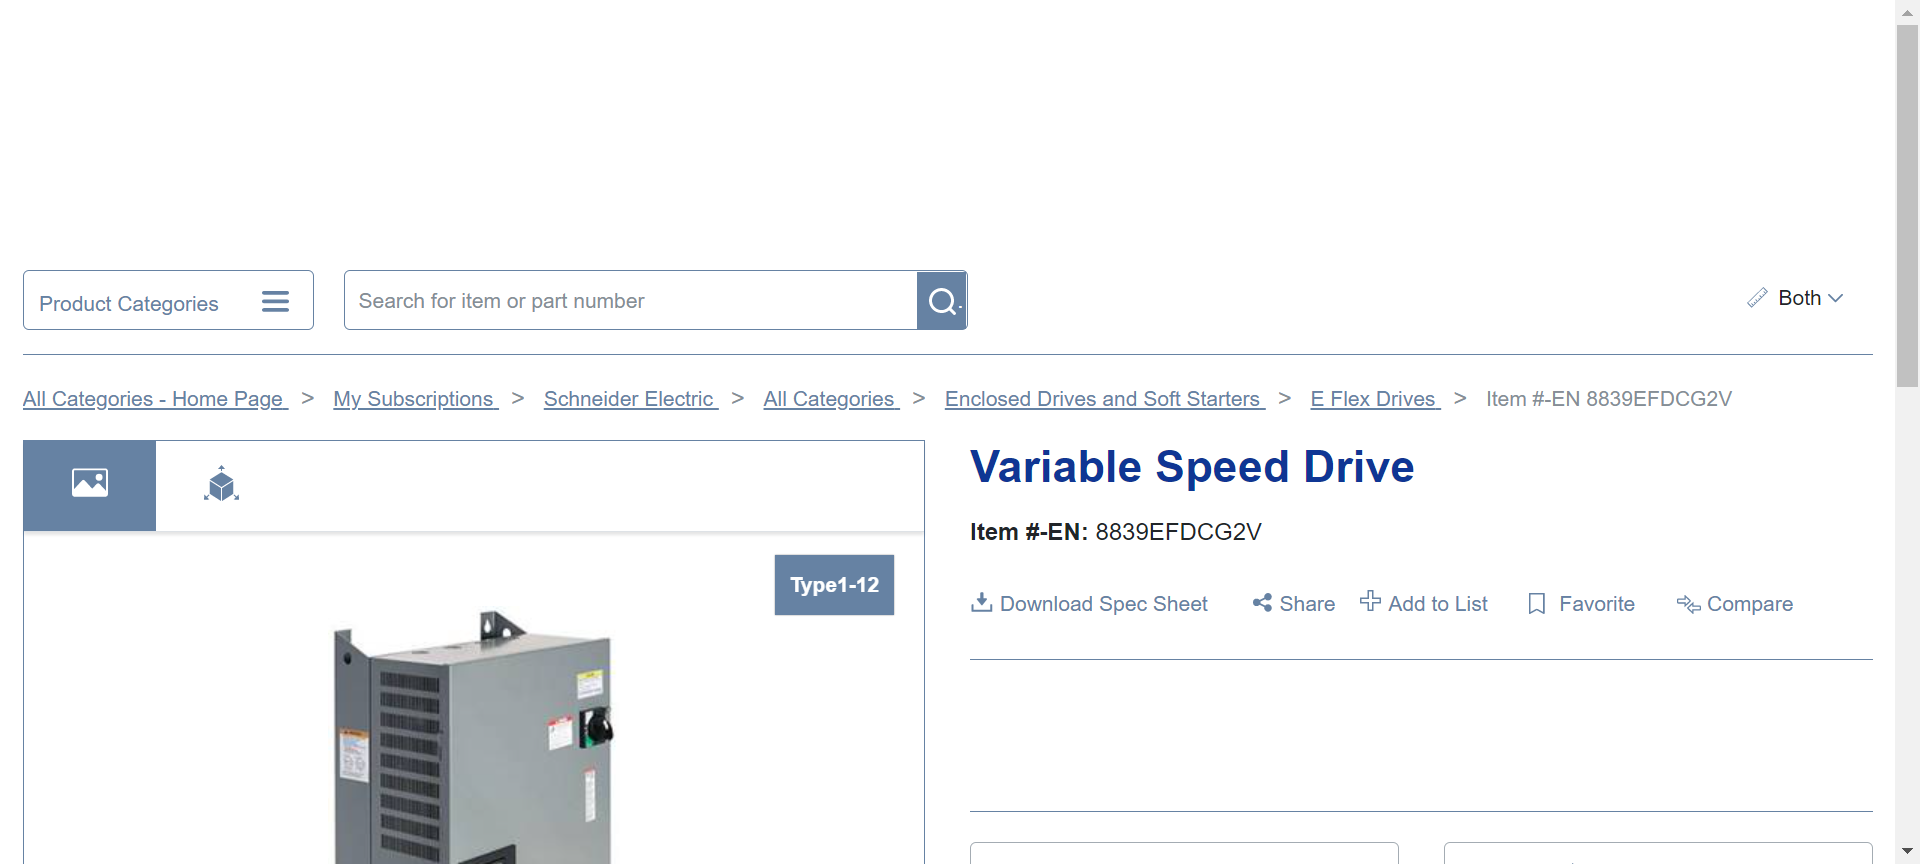 Product Categories
Search for item or part number
Both
All Categories - Home Page > My Subscriptions > Schneider Electric > All Categories > Enclosed Drives and Soft Starters > E Flex Drives > Item #-EN 8839EFDCG2V
Variable Speed Drive
Item #-EN: 8839EFDCG2V
Type1-12
Download Spec Sheet Share Add to List Favorite Compare